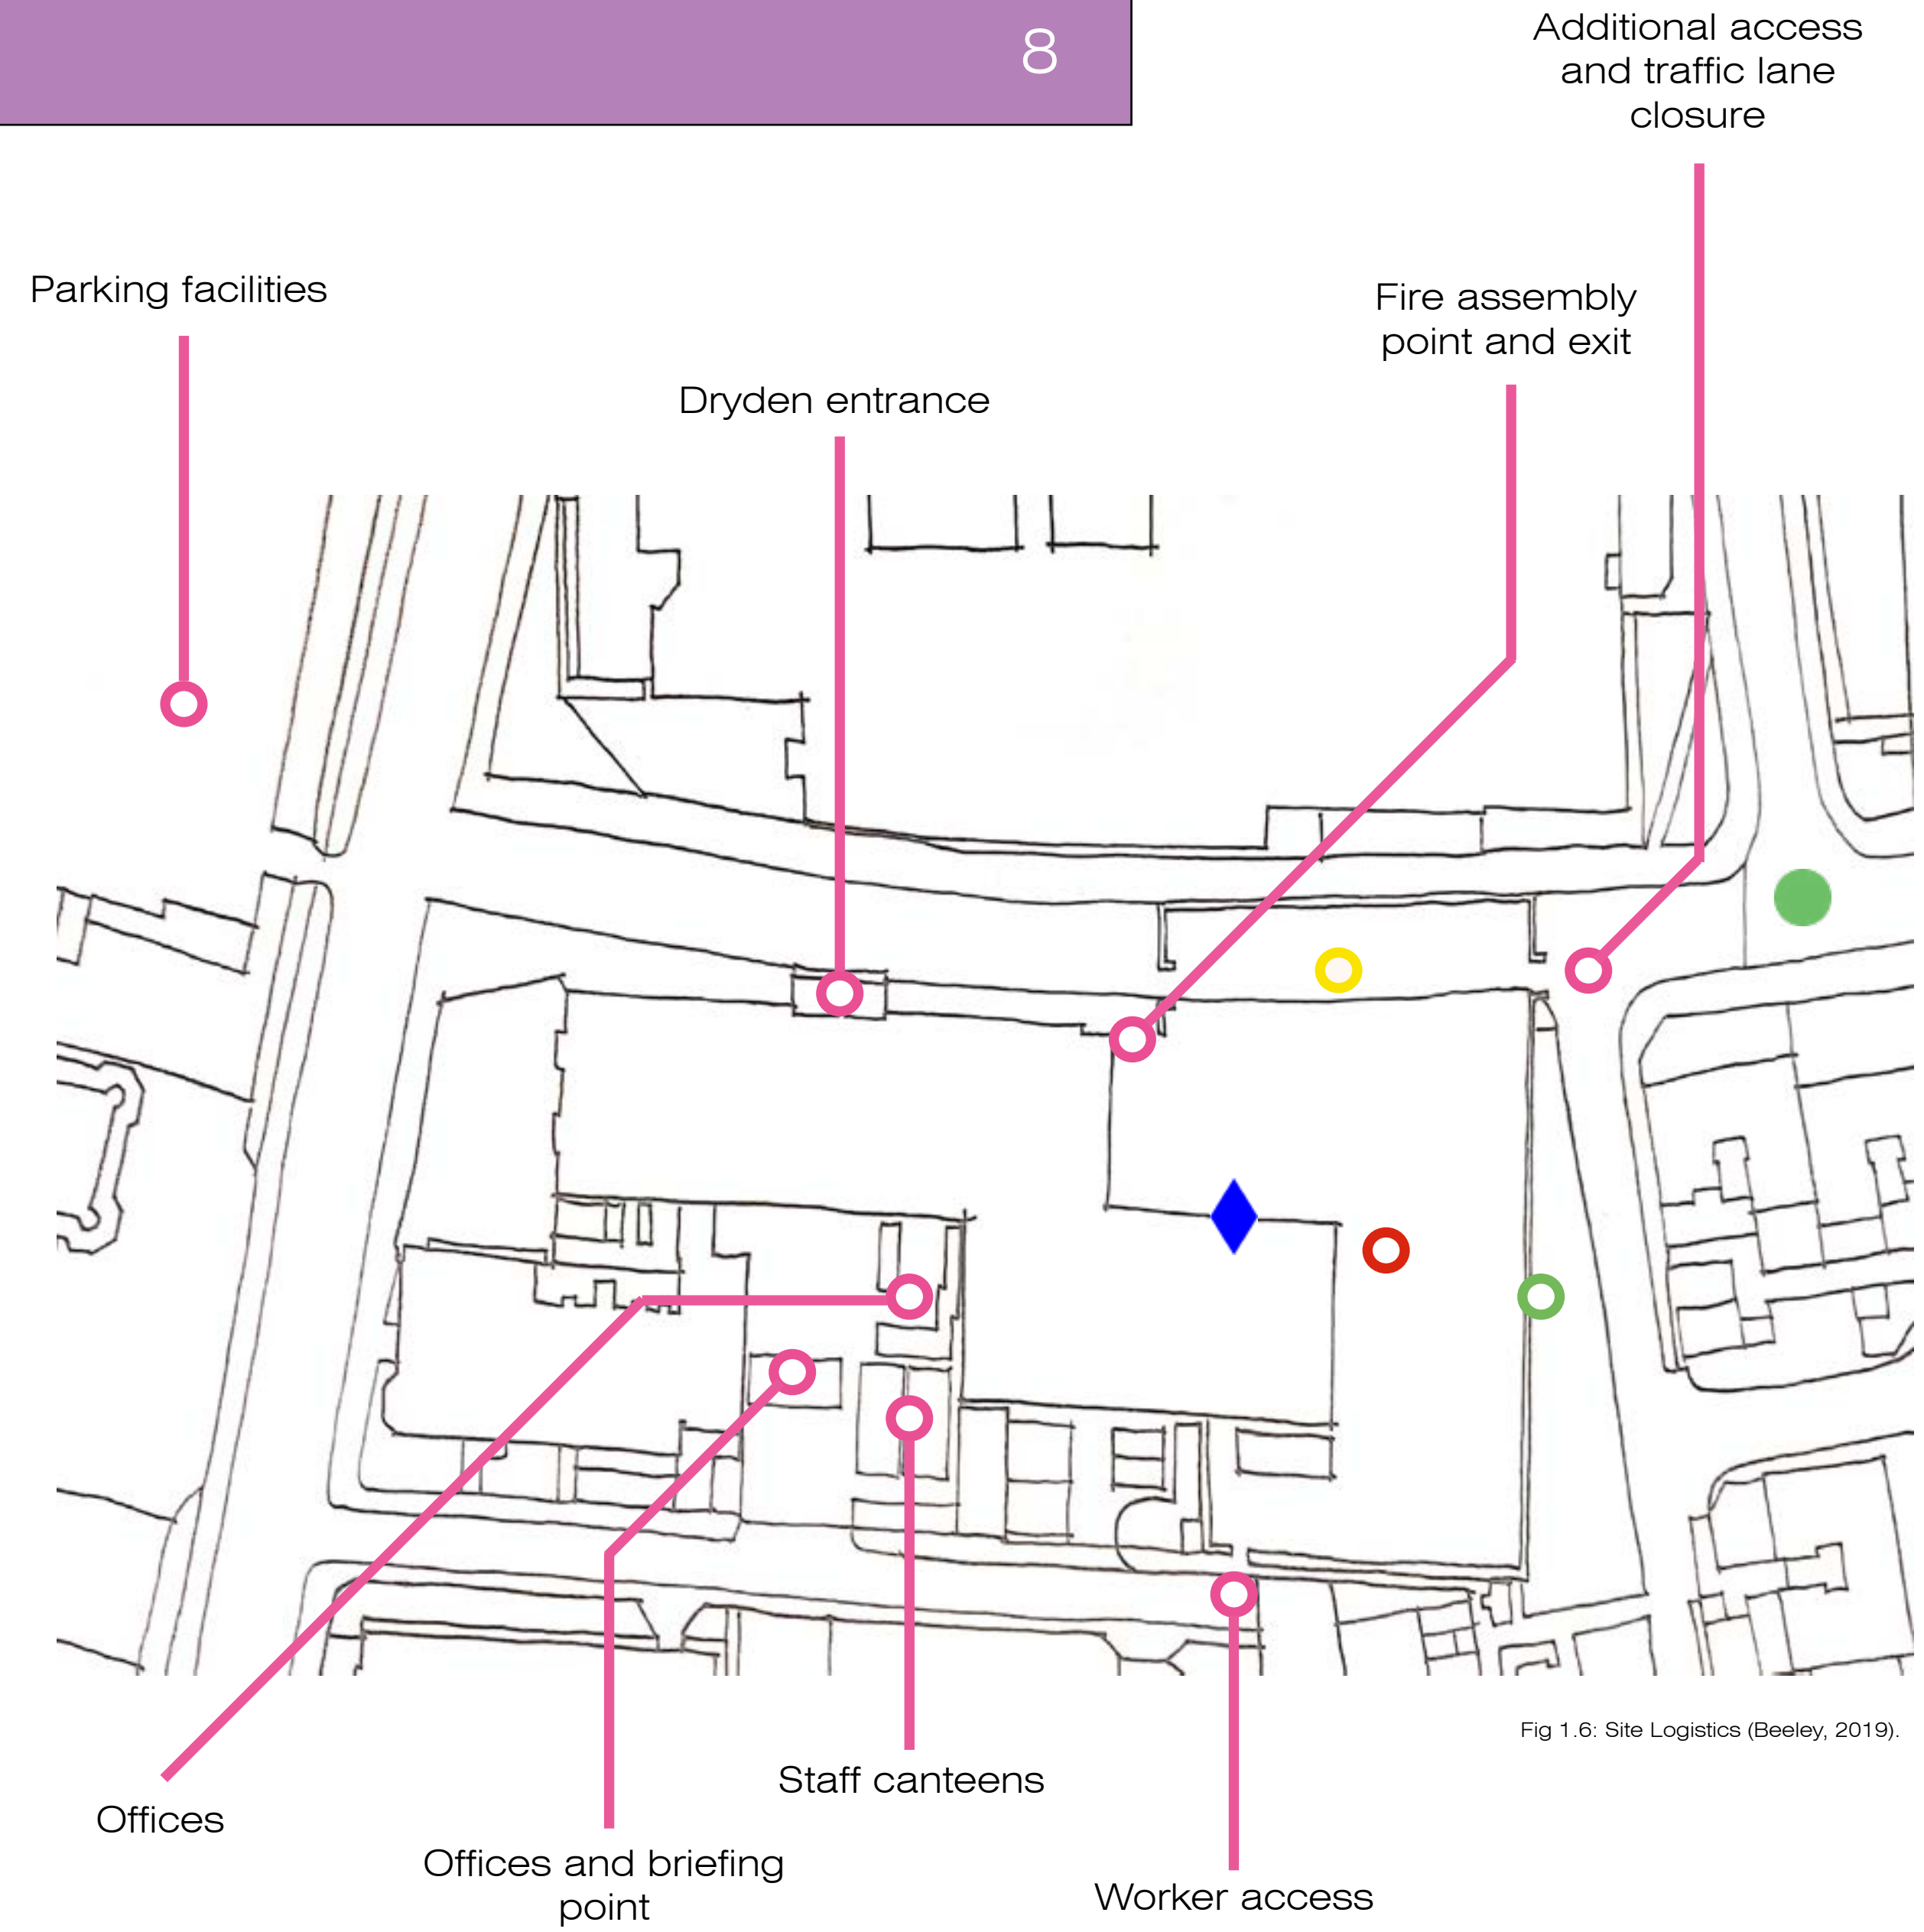 8
Additional access
and traffic lane
closure
Parking facilities
Fire assembly
point and exit
Dryden entrance
Fig 1.6: Site Logistics (Beeley, 2019).
Staff canteens
Offices
Offices and briefing
point
Worker access